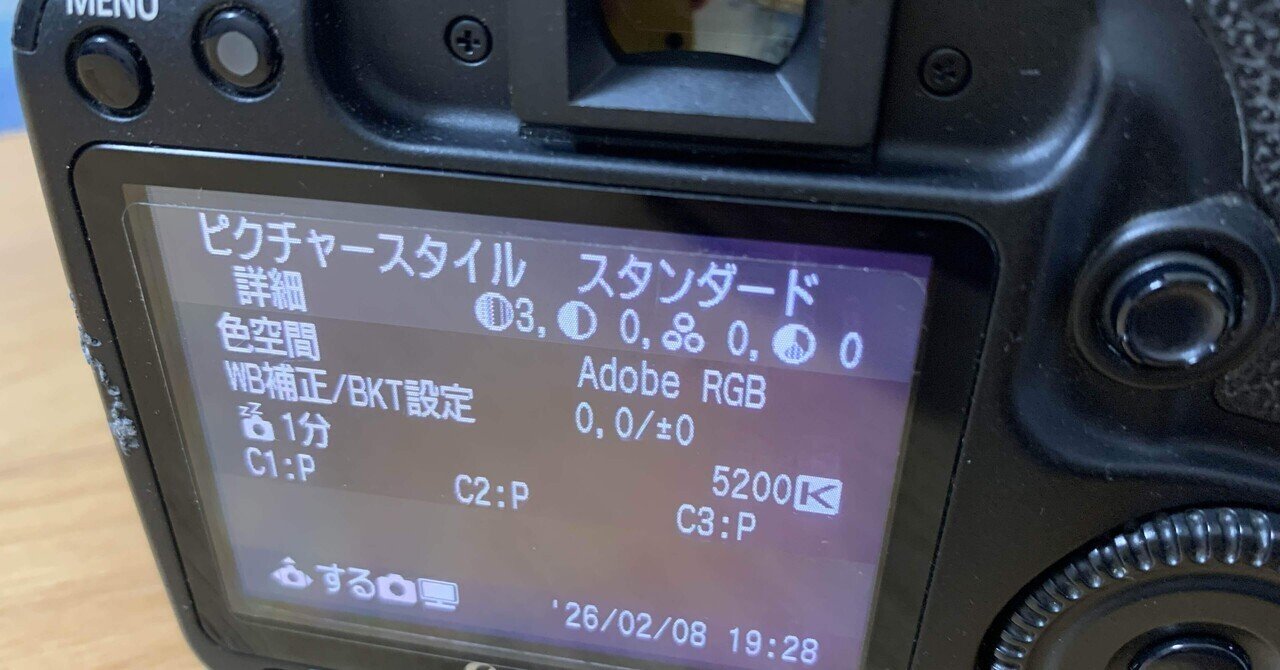 MENU
ピクチャースタイル スタンダード
詳細 3, 0, 0, 0
色空間 Adobe RGB
WB補正/BKT設定 0,0/±0
1分 5200K
C1:P C2:P C3:P
する
'26/02/08 19:28